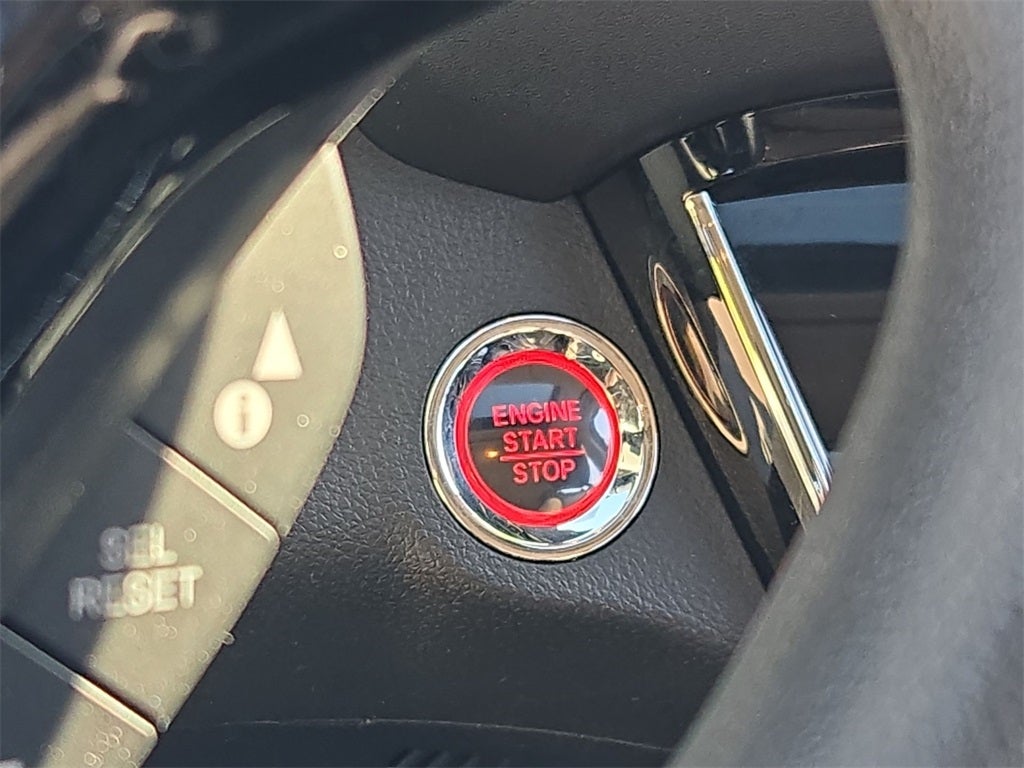 i
SEL
RESET
ENGINE
START
STOP